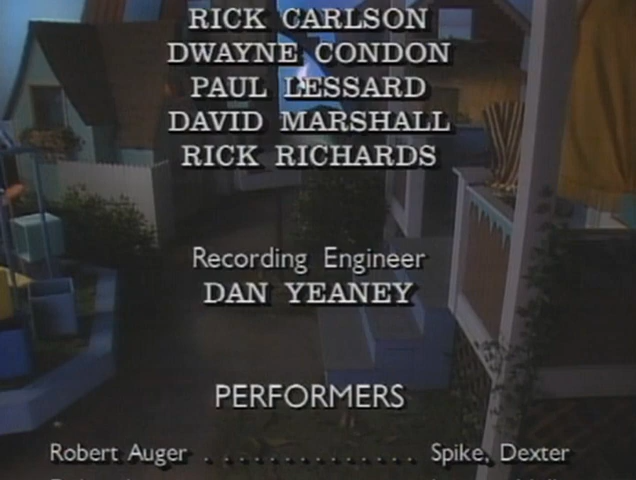 RICK CARLSON
DWAYNE CONDON
PAUL LESSARD
DAVID MARSHALL
RICK RICHARDS
Recording Engineer
DAN YEANEY
PERFORMERS
Robert Auger . . . . . . . . . . . . . . Spike, Dexter